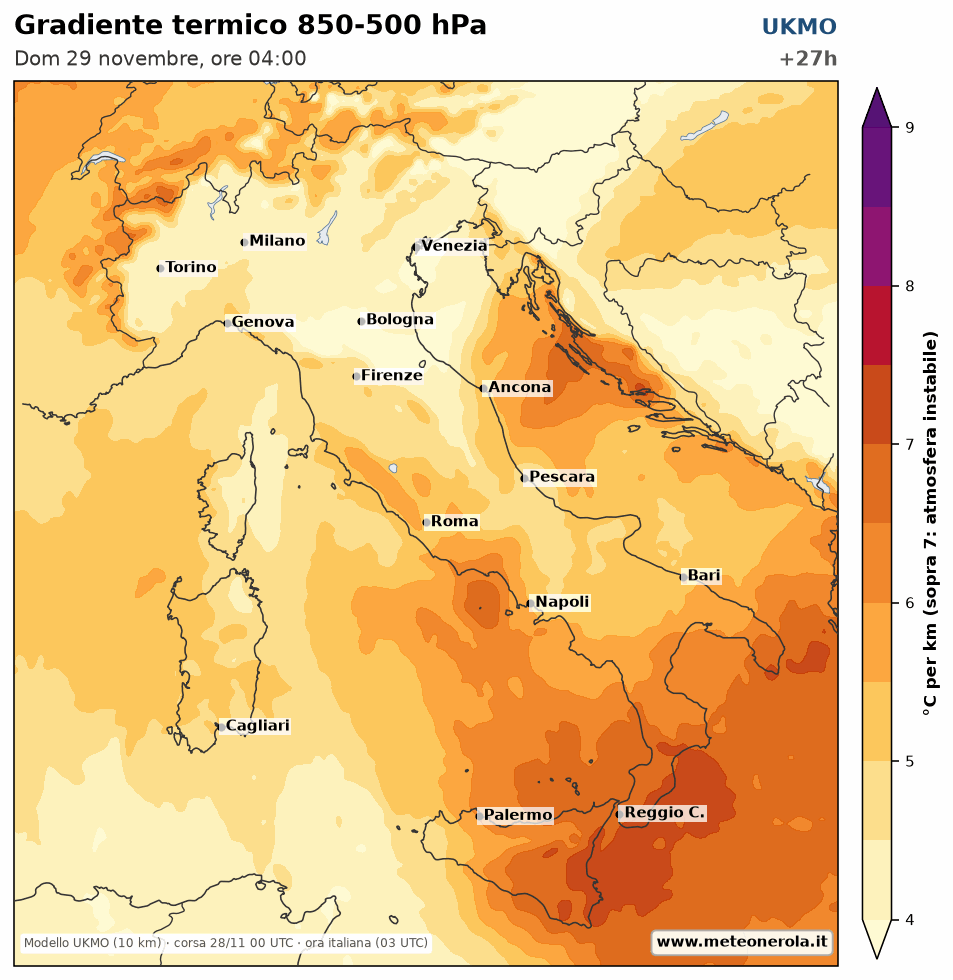 Gradiente termico 850-500 hPa
UKMO
Dom 29 novembre, ore 04:00
+27h
Milano
Venezia
Torino
Genova
Bologna
Firenze
Ancona
Pescara
Roma
Bari
Napoli
Cagliari
Palermo
Reggio C.
Modello UKMO (10 km) · corsa 28/11 00 UTC · ora italiana (03 UTC)
www.meteonerola.it
9
8
7
6
5
4
°C per km (sopra 7: atmosfera instabile)